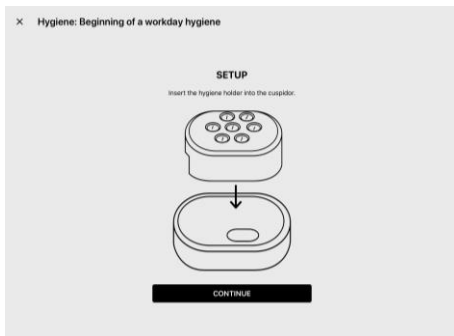 × Hygiene: Beginning of a workday hygiene
SETUP
Insert the hygiene holder into the cuspidor.
CONTINUE